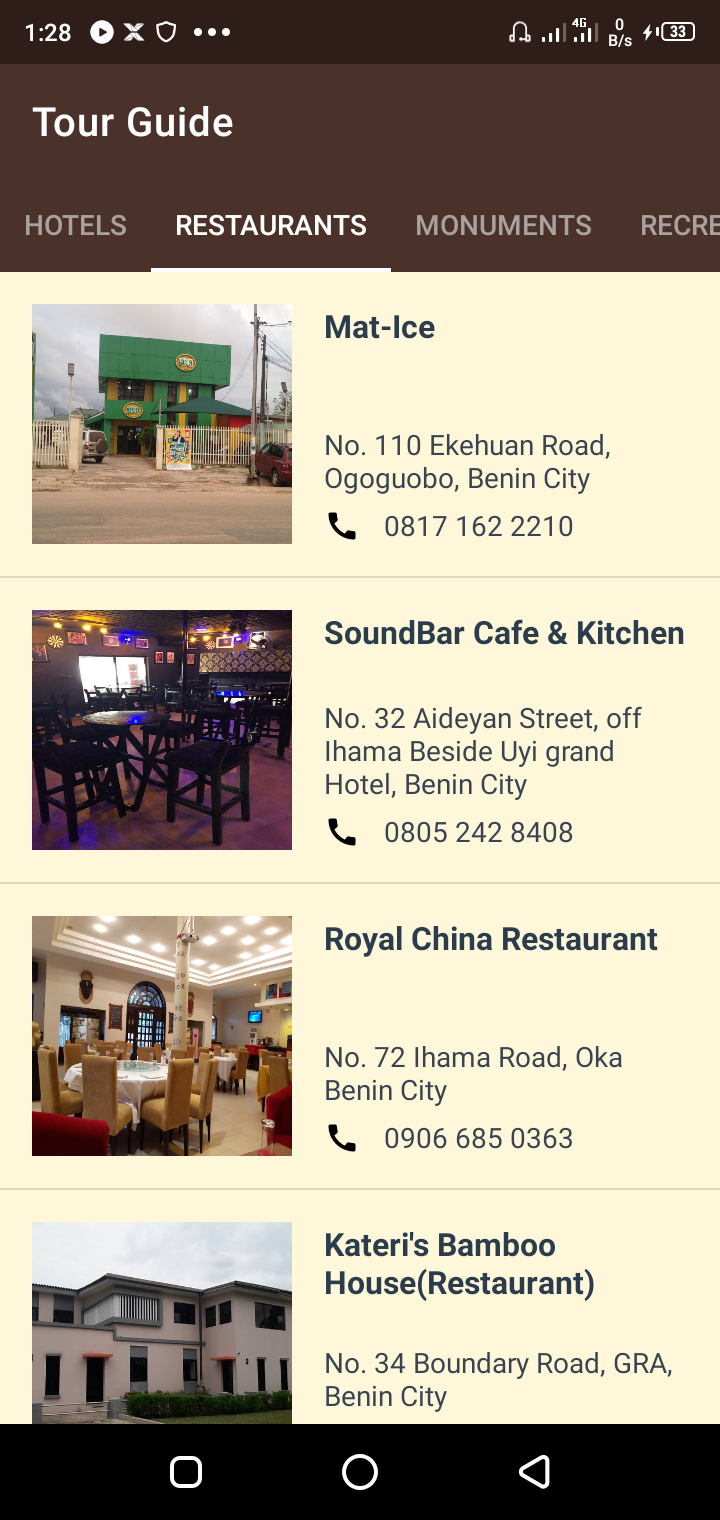 1:28
4G
0
B/s
33
Tour Guide
HOTELS RESTAURANTS MONUMENTS RECRE
Mat-Ice
No. 110 Ekehuan Road,
Ogoguobo, Benin City
0817 162 2210
SoundBar Cafe & Kitchen
No. 32 Aideyan Street, off
Ihama Beside Uyi grand
Hotel, Benin City
0805 242 8408
Royal China Restaurant
No. 72 Ihama Road, Oka
Benin City
0906 685 0363
Kateri's Bamboo
House(Restaurant)
No. 34 Boundary Road, GRA,
Benin City